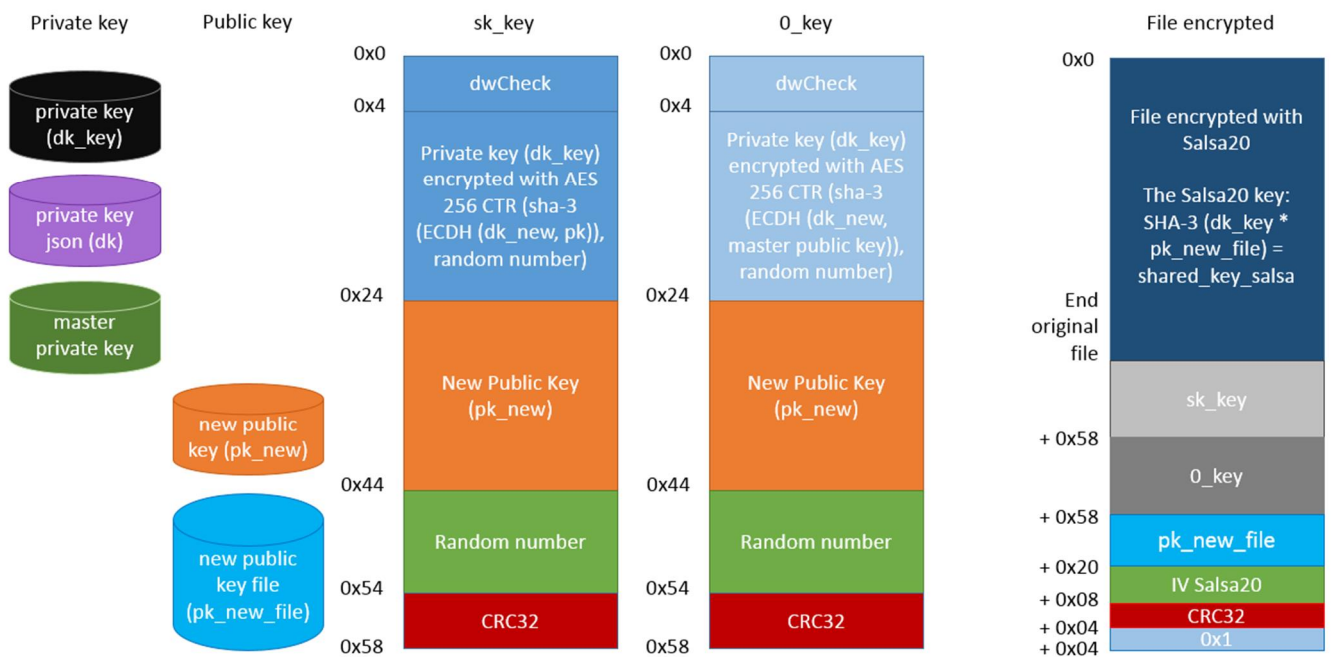 Private key
Public key
sk_key
0_key
File encrypted
private key
(dk_key)
private key
json (dk)
master
private key
new public
key (pk_new)
new public
key file
(pk_new_file)
0x0
dwCheck
0x4
Private key (dk_key)
encrypted with AES
256 CTR (sha-3
(ECDH (dk_new, pk)),
random number)
0x24
New Public Key
(pk_new)
0x44
Random number
0x54
CRC32
0x58
0x0
dwCheck
0x4
Private key (dk_key)
encrypted with AES
256 CTR (sha-3
(ECDH (dk_new,
master public key)),
random number)
0x24
New Public Key
(pk_new)
0x44
Random number
0x54
CRC32
0x58
0x0
File encrypted with
Salsa20
The Salsa20 key:
SHA-3 (dk_key *
pk_new_file) =
shared_key_salsa
End
original
file
sk_key
+ 0x58
0_key
+ 0x58
pk_new_file
+ 0x20
IV Salsa20
+ 0x08
CRC32
+ 0x04
0x1
+ 0x04